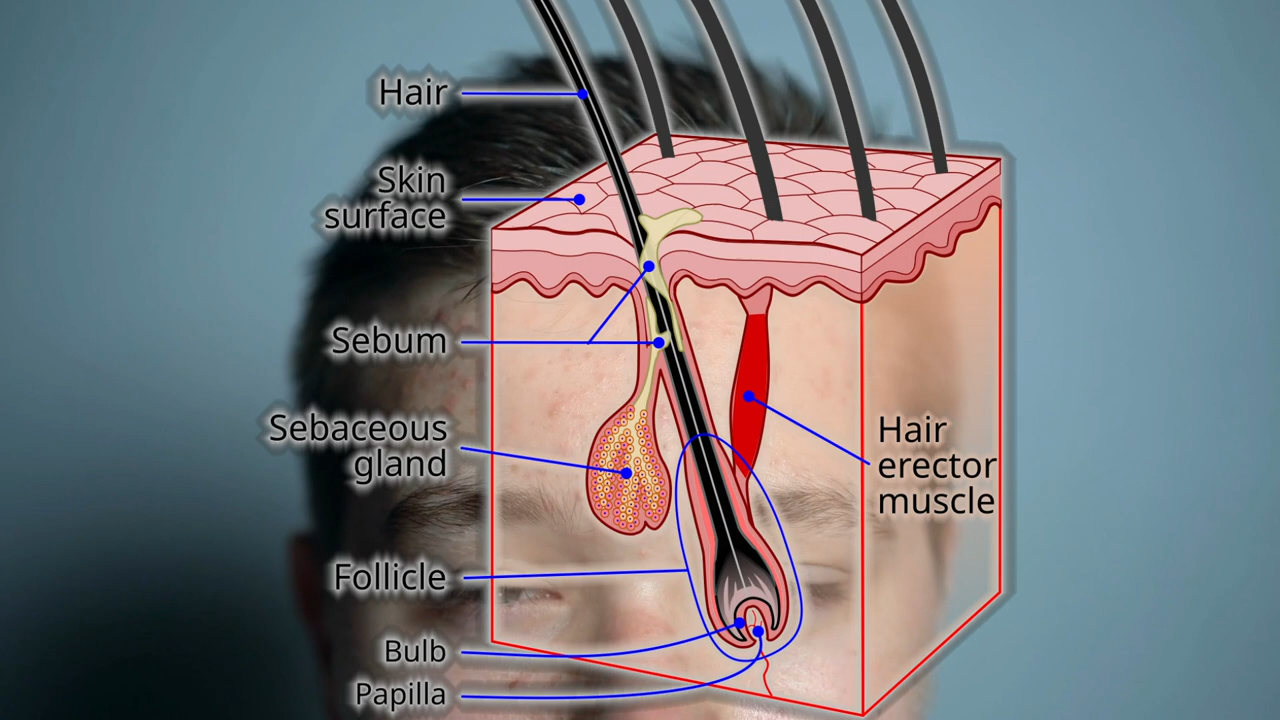 Hair
Skin
surface
Sebum
Sebaceous
gland
Hair
erector
muscle
Follicle
Bulb
Papilla